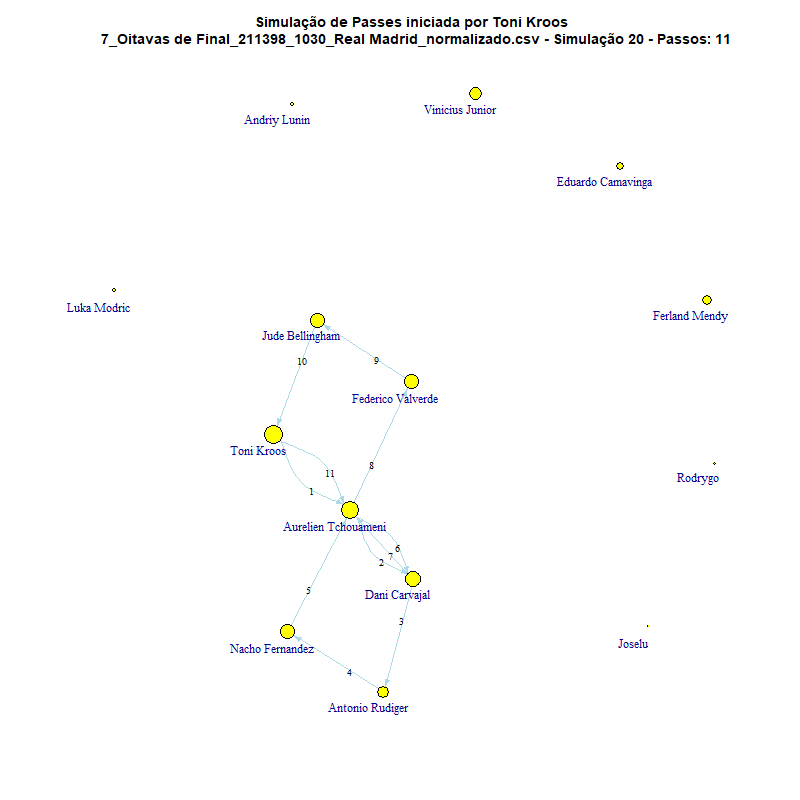 Simulação de Passes iniciada por Toni Kroos
7_Oitavas de Final_211398_1030_Real Madrid_normalizado.csv - Simulação 20 - Passos: 11
Vinicius Junior
Andriy Lunin
Eduardo Camavinga
Luka Modric
Ferland Mendy
Jude Bellingham
10
9
Federico Valverde
Toni Kroos
8
11
Rodrygo
1
Aurelien Tchouameni
6
7
2
5
Dani Carvajal
3
Nacho Fernandez
Joselu
4
Antonio Rudiger